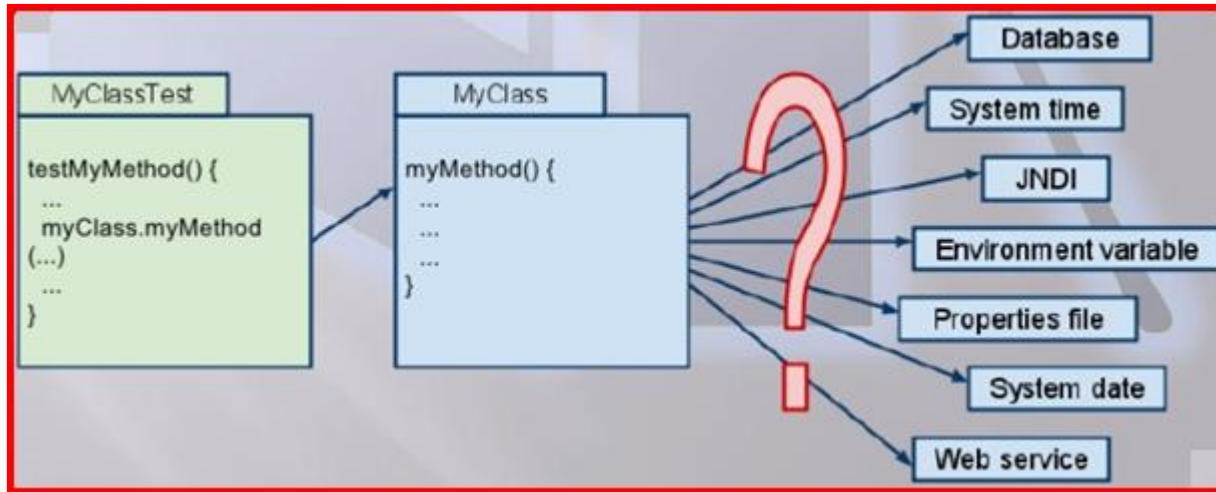 MyClassTest
testMyMethod() {
...
myClass.myMethod
(...)
...
}
MyClass
myMethod() {
...
...
...
}
?
Database
System time
JNDI
Environment variable
Properties file
System date
Web service